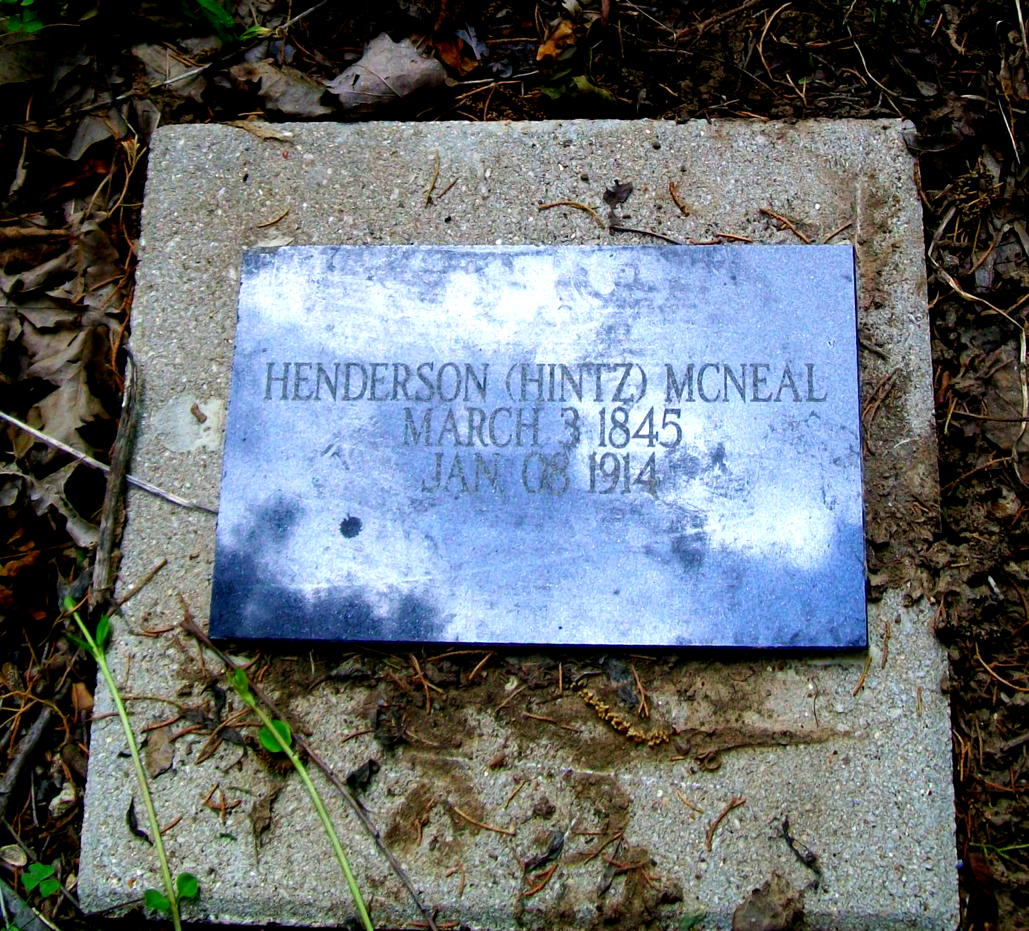 HENDERSON (HINTZ) MCNEAL
MARCH 3 1845
JAN 08 1914